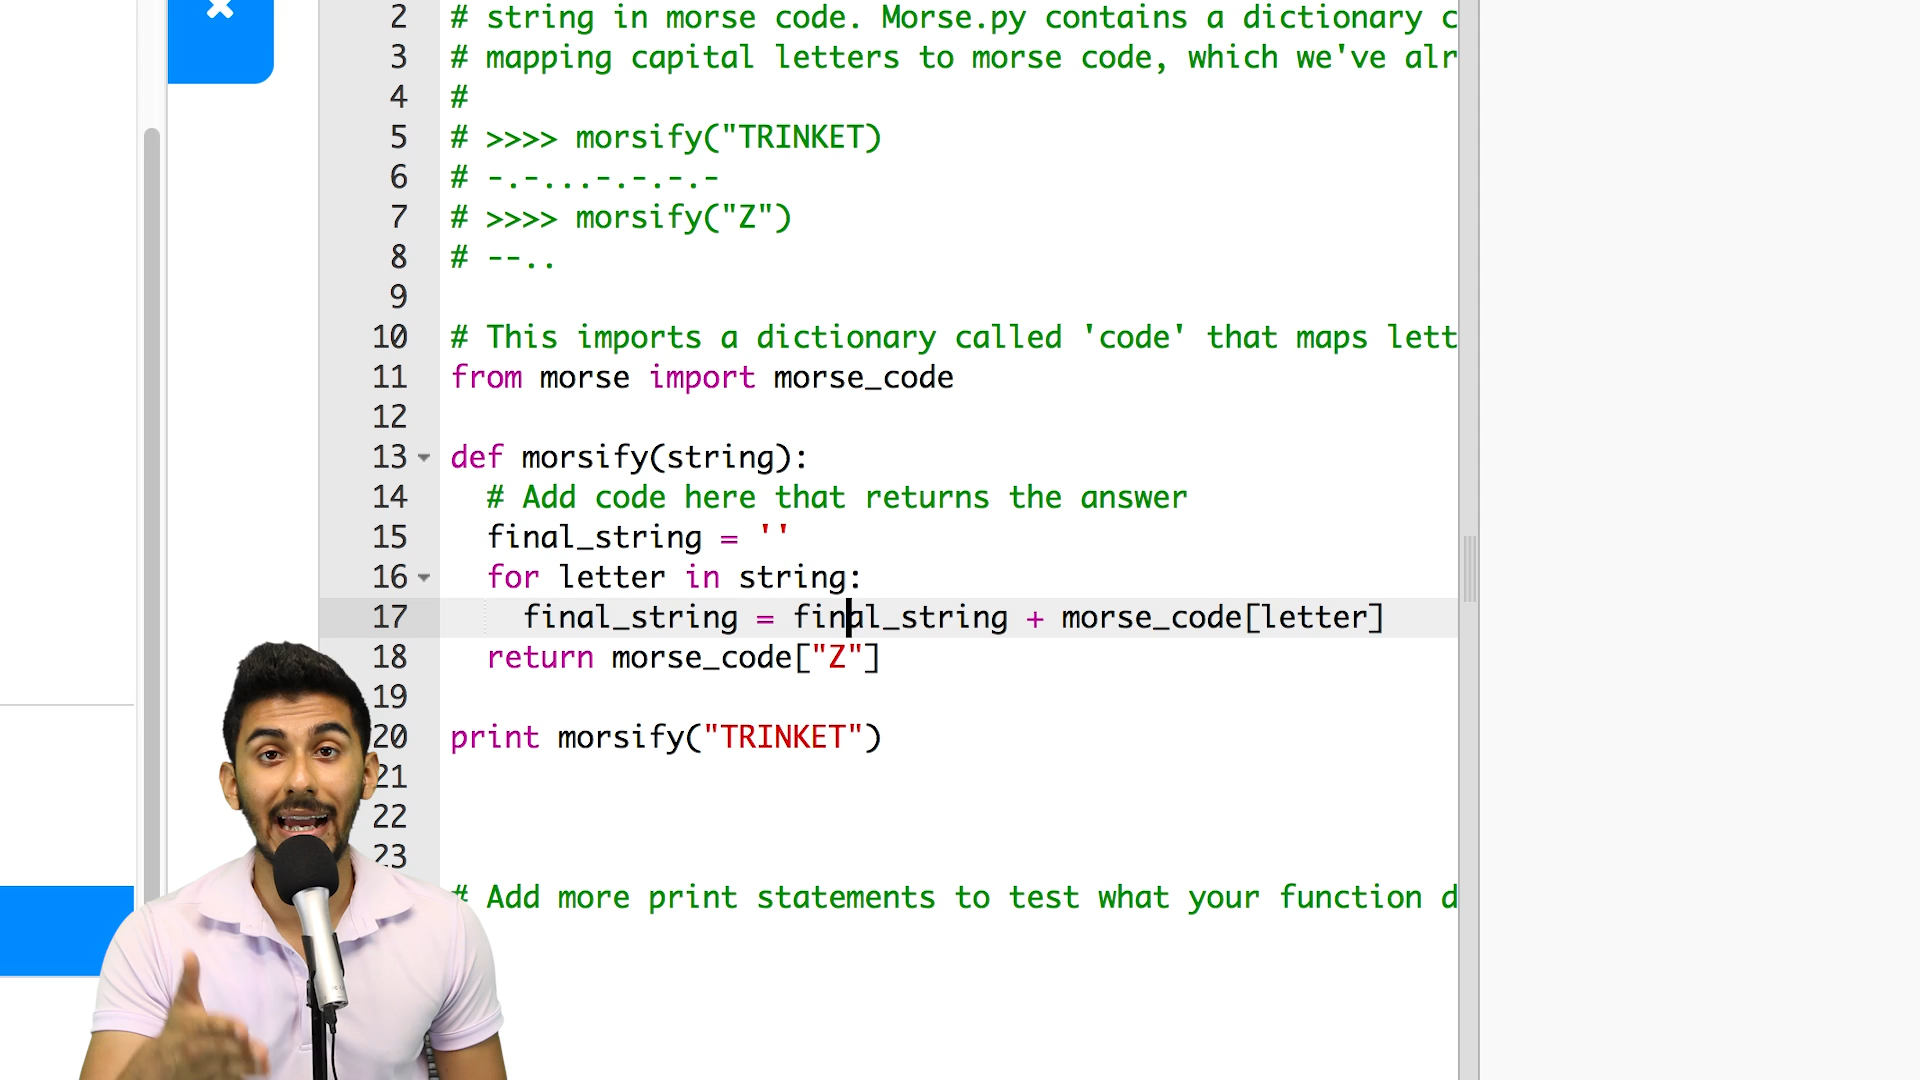 2 # string in morse code. Morse.py contains a dictionary c
3 # mapping capital letters to morse code, which we've alr
4 #
5 # >>>> morsify("TRINKET)
6 # -.-...-.-.-.-
7 # >>>> morsify("Z")
8 # --..
9
10 # This imports a dictionary called 'code' that maps lett
11 from morse import morse_code
12
13 def morsify(string):
14 # Add code here that returns the answer
15 final_string = ''
16 for letter in string:
17 final_string = final_string + morse_code[letter]
18 return morse_code["Z"]
19
20 print morsify("TRINKET")
21
22
23
# Add more print statements to test what your function d